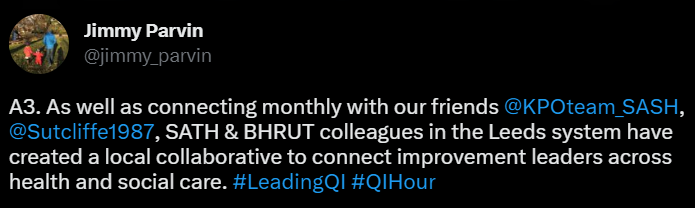 Jimmy Parvin
@jimmy_parvin
A3. As well as connecting monthly with our friends @KPOteam_SASH,
@Sutcliffe1987, SATH & BHRUT colleagues in the Leeds system have
created a local collaborative to connect improvement leaders across
health and social care. #LeadingQI #QIHour